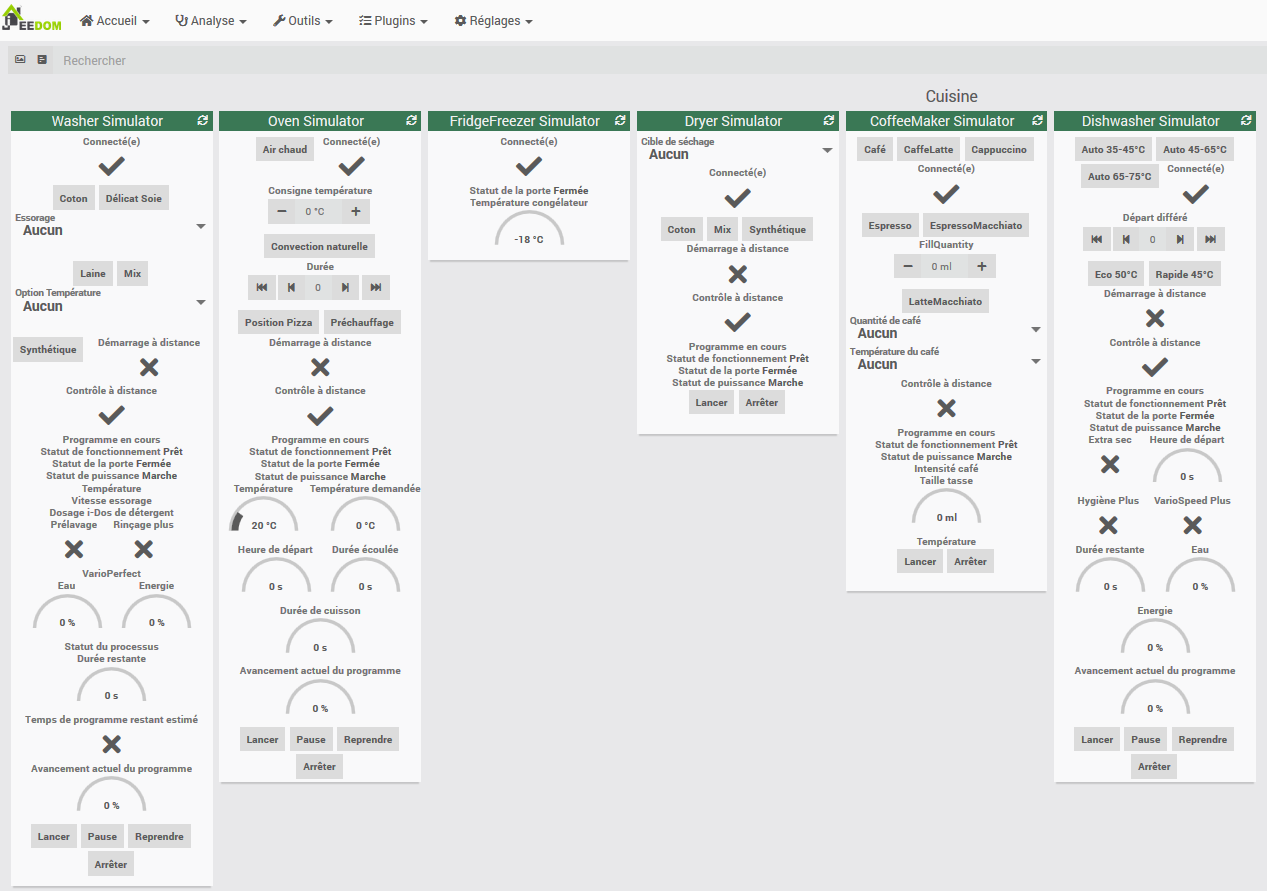 JEEDOM Accueil Analyse Outils Plugins Réglages
Rechercher
Cuisine
Washer Simulator
Connecté(e)
Coton Délicat Soie
Essorage
Aucun
Laine Mix
Option Température
Aucun
Synthétique Démarrage à distance
Contrôle à distance
Programme en cours
Statut de fonctionnement Prêt
Statut de la porte Fermée
Statut de puissance Marche
Température
Vitesse essorage
Dosage i-Dos de détergent
Prélavage Rinçage plus
VarioPerfect
Eau Energie
0 % 0 %
Statut du processus
Durée restante
0 s
Temps de programme restant estimé
Avancement actuel du programme
0 %
Lancer Pause Reprendre
Arrêter
Oven Simulator
Air chaud Connecté(e)
Consigne température
− 0 °C +
Convection naturelle
Durée
0
Position Pizza Préchauffage
Démarrage à distance
Contrôle à distance
Programme en cours
Statut de fonctionnement Prêt
Statut de la porte Fermée
Statut de puissance Marche
Température Température demandée
20 °C 0 °C
Heure de départ Durée écoulée
0 s 0 s
Durée de cuisson
0 s
Avancement actuel du programme
0 %
Lancer Pause Reprendre
Arrêter
FridgeFreezer Simulator
Connecté(e)
Statut de la porte Fermée
Température congélateur
-18 °C
Dryer Simulator
Cible de séchage
Aucun
Connecté(e)
Coton Mix Synthétique
Démarrage à distance
Contrôle à distance
Programme en cours
Statut de fonctionnement Prêt
Statut de la porte Fermée
Statut de puissance Marche
Lancer Arrêter
CoffeeMaker Simulator
Café CaffeLatte Cappuccino
Connecté(e)
Espresso EspressoMacchiato
FillQuantity
− 0 ml +
LatteMacchiato
Quantité de café
Aucun
Température du café
Aucun
Contrôle à distance
Programme en cours
Statut de fonctionnement Prêt
Statut de puissance Marche
Intensité café
Taille tasse
0 ml
Température
Lancer Arrêter
Dishwasher Simulator
Auto 35-45°C Auto 45-65°C
Auto 65-75°C Connecté(e)
Départ différé
0
Eco 50°C Rapide 45°C
Démarrage à distance
Contrôle à distance
Programme en cours
Statut de fonctionnement Prêt
Statut de la porte Fermée
Statut de puissance Marche
Extra sec Heure de départ
0 s
Hygiène Plus VarioSpeed Plus
Durée restante Eau
0 s 0 %
Energie
0 %
Avancement actuel du programme
0 %
Lancer Pause Reprendre
Arrêter